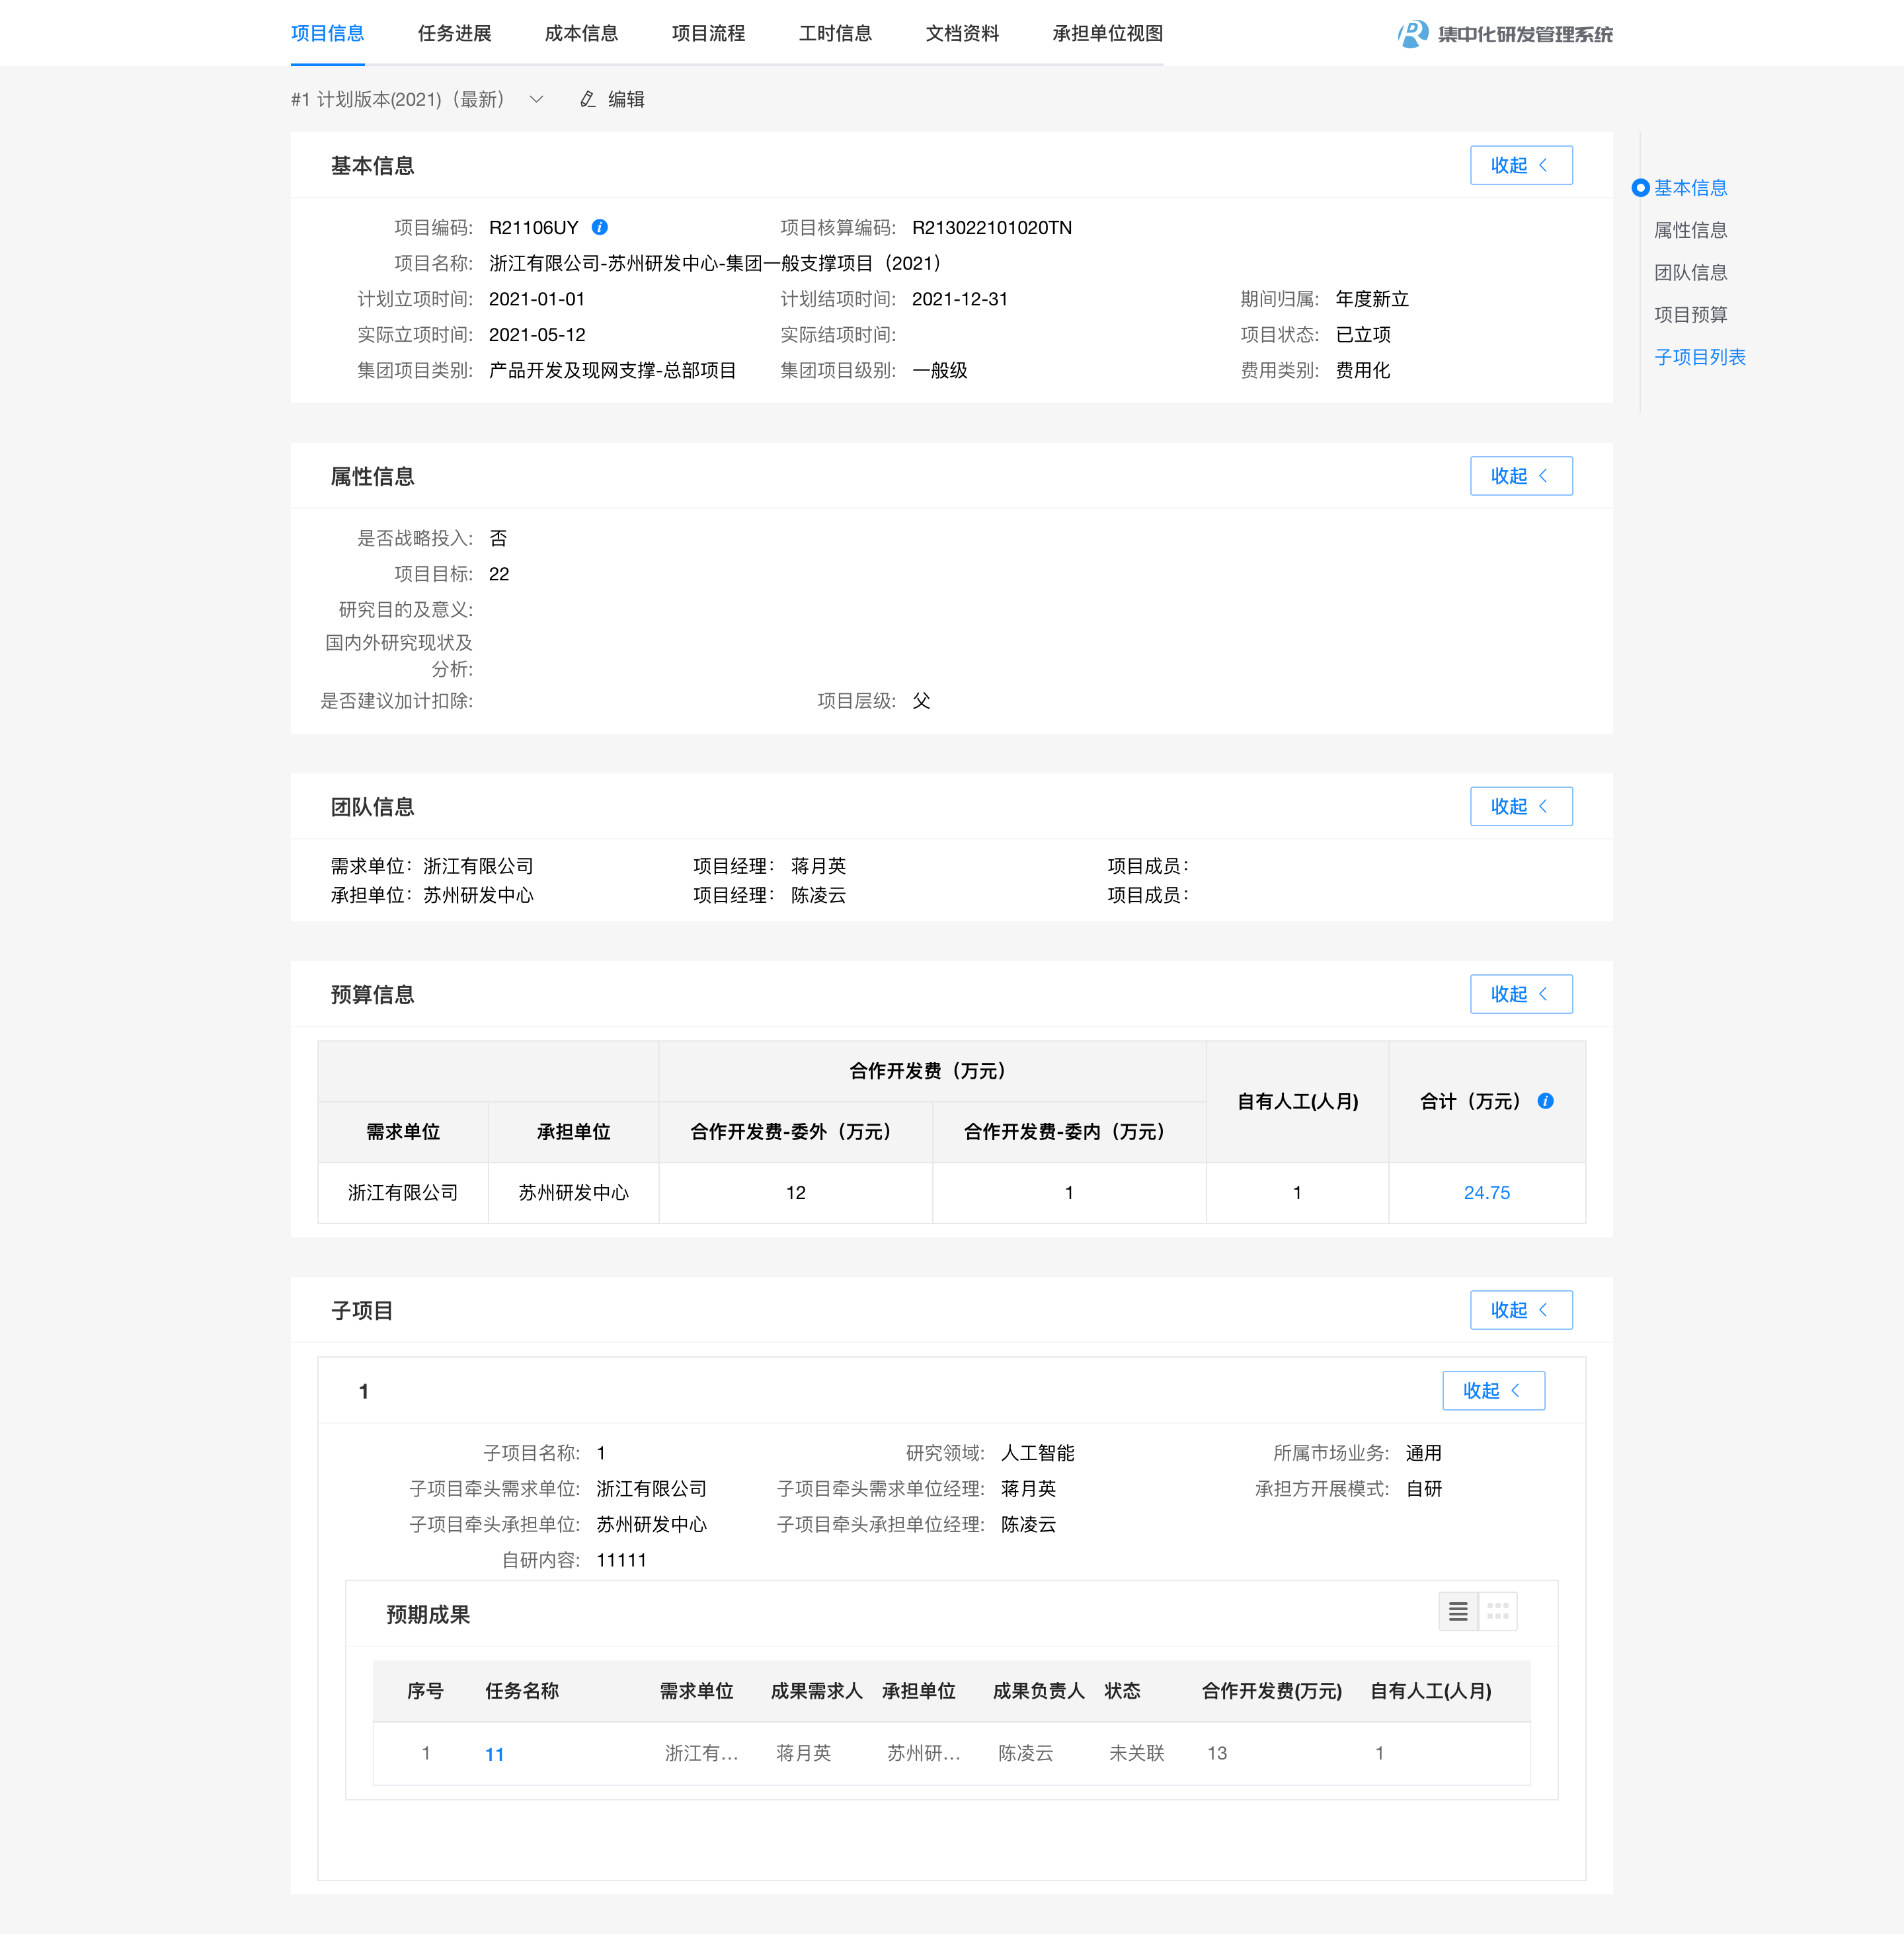 项目信息 任务进展 成本信息 项目流程 工时信息 文档资料 承担单位视图 集中化研发管理系统
#1 计划版本(2021)（最新） 编辑
基本信息 收起
项目编码: R21106UY 项目核算编码: R213022101020TN
项目名称: 浙江有限公司-苏州研发中心-集团一般支撑项目（2021）
计划立项时间: 2021-01-01 计划结项时间: 2021-12-31 期间归属: 年度新立
实际立项时间: 2021-05-12 实际结项时间: 项目状态: 已立项
集团项目类别: 产品开发及现网支撑-总部项目 集团项目级别: 一般级 费用类别: 费用化
基本信息
属性信息
团队信息
项目预算
子项目列表
属性信息 收起
是否战略投入: 否
项目目标: 22
研究目的及意义:
国内外研究现状及
分析:
是否建议加计扣除: 项目层级: 父
团队信息 收起
需求单位： 浙江有限公司 项目经理： 蒋月英 项目成员：
承担单位： 苏州研发中心 项目经理： 陈凌云 项目成员：
预算信息 收起
合作开发费（万元）
自有人工(人月) 合计（万元）
需求单位 承担单位 合作开发费-委外（万元） 合作开发费-委内（万元）
浙江有限公司 苏州研发中心 12 1 1 24.75
子项目 收起
1 收起
子项目名称: 1 研究领域: 人工智能 所属市场业务: 通用
子项目牵头需求单位: 浙江有限公司 子项目牵头需求单位经理: 蒋月英 承担方开展模式: 自研
子项目牵头承担单位: 苏州研发中心 子项目牵头承担单位经理: 陈凌云
自研内容: 11111
预期成果
序号 任务名称 需求单位 成果需求人 承担单位 成果负责人 状态 合作开发费(万元) 自有人工(人月)
1 11 浙江有... 蒋月英 苏州研... 陈凌云 未关联 13 1